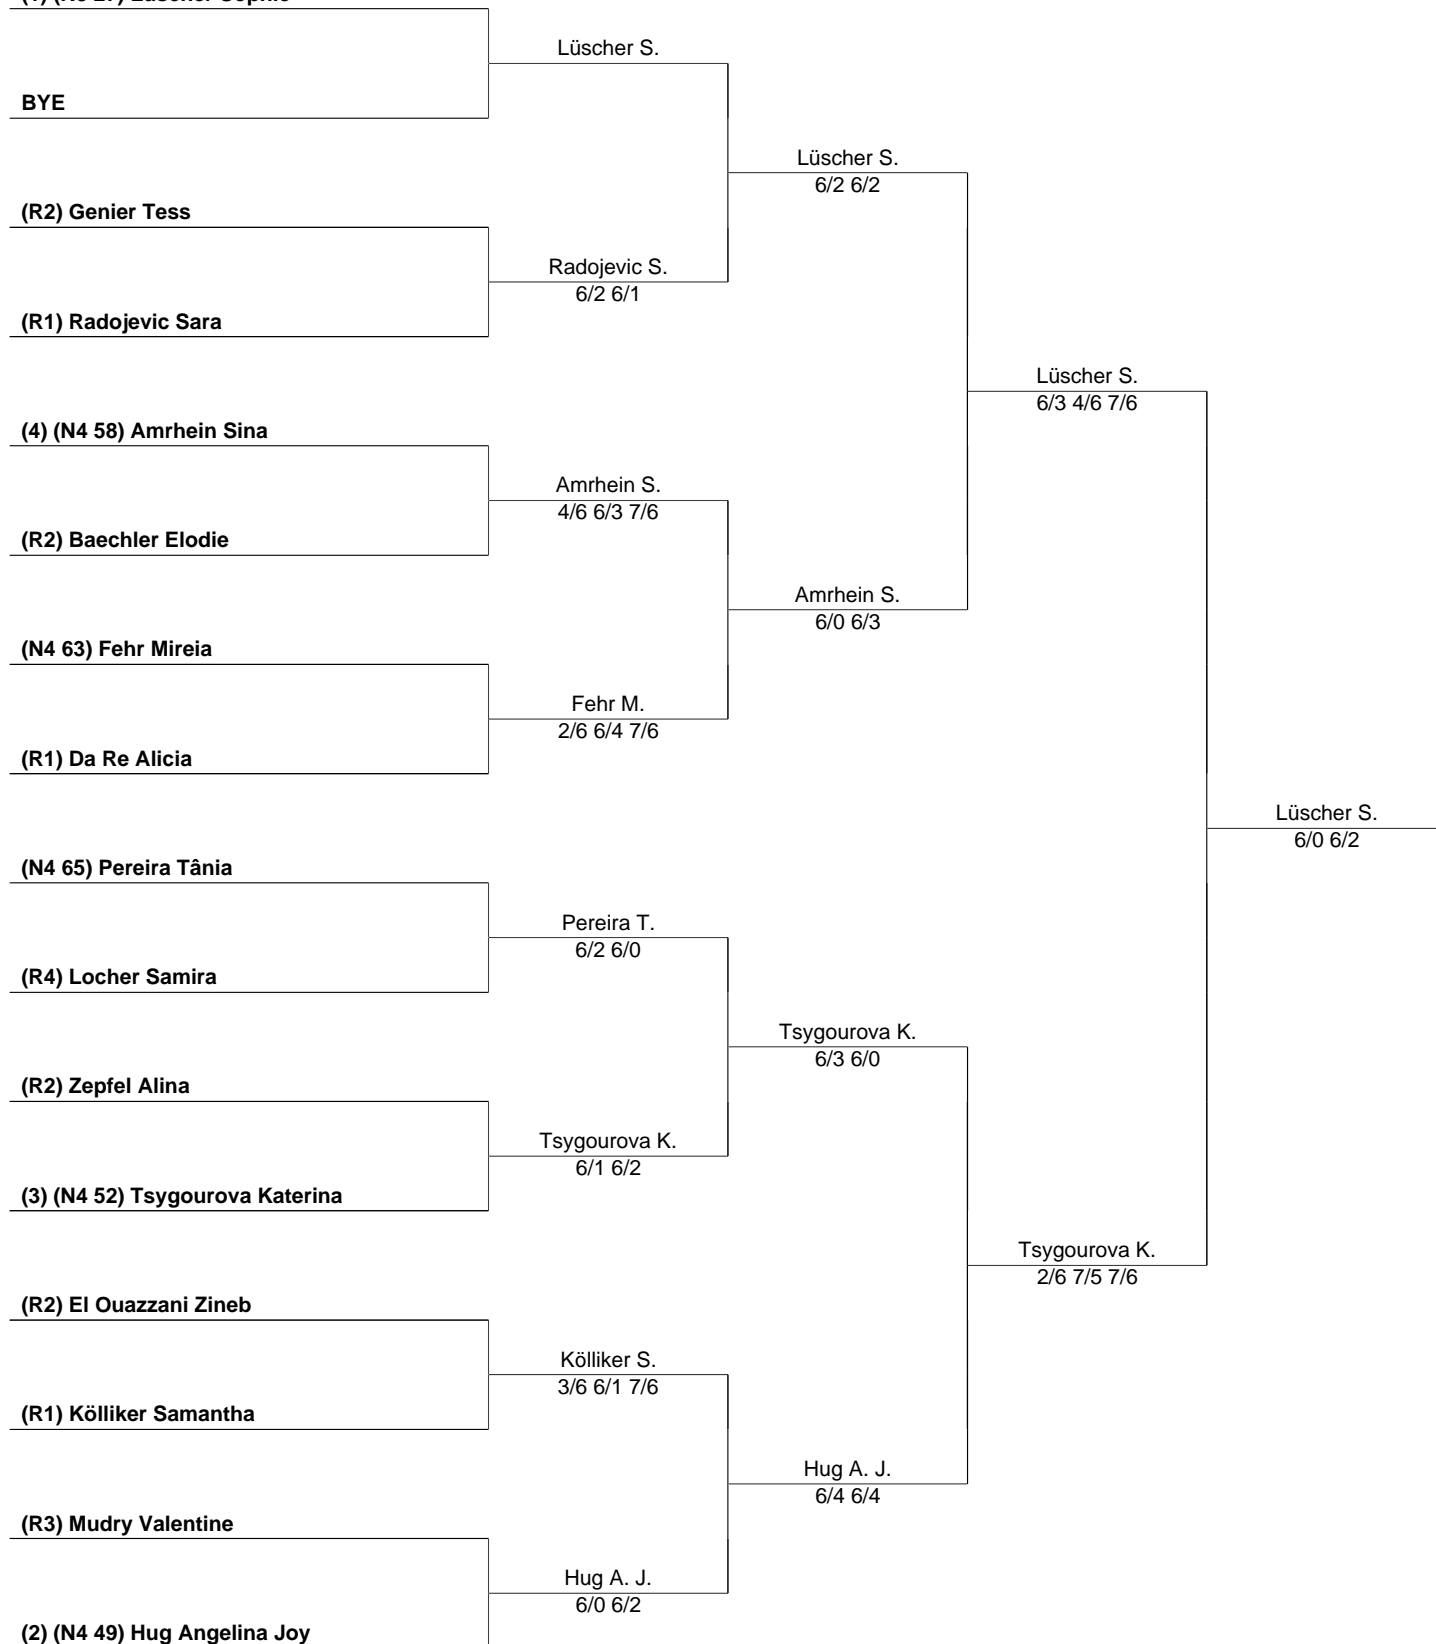 BYE
(R2) Genier Tess
(R1) Radojevic Sara
(4) (N4 58) Amrhein Sina
(R2) Baechler Elodie
(N4 63) Fehr Mireia
(R1) Da Re Alicia
(N4 65) Pereira Tânia
(R4) Locher Samira
(R2) Zepfel Alina
(3) (N4 52) Tsygourova Katerina
(R2) El Ouazzani Zineb
(R1) Kölliker Samantha
(R3) Mudry Valentine
(2) (N4 49) Hug Angelina Joy
Lüscher S.
Radojevic S.
6/2 6/1
Amrhein S.
4/6 6/3 7/6
Fehr M.
2/6 6/4 7/6
Pereira T.
6/2 6/0
Tsygourova K.
6/1 6/2
Kölliker S.
3/6 6/1 7/6
Hug A. J.
6/0 6/2
Lüscher S.
6/2 6/2
Amrhein S.
6/0 6/3
Tsygourova K.
6/3 6/0
Hug A. J.
6/4 6/4
Lüscher S.
6/3 4/6 7/6
Tsygourova K.
2/6 7/5 7/6
Lüscher S.
6/0 6/2